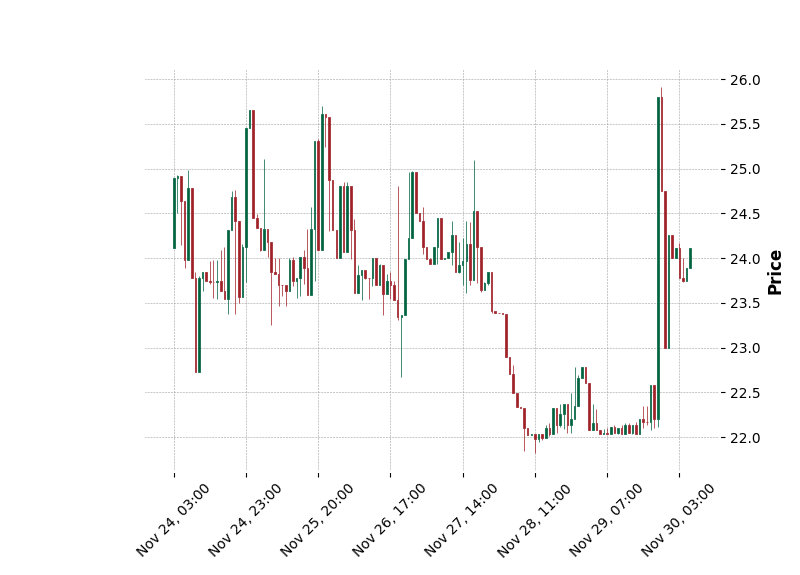 26.0
25.5
25.0
24.5
24.0
23.5
23.0
22.5
22.0
Price
Nov 24, 03:00
Nov 24, 23:00
Nov 25, 20:00
Nov 26, 17:00
Nov 27, 14:00
Nov 28, 11:00
Nov 29, 07:00
Nov 30, 03:00